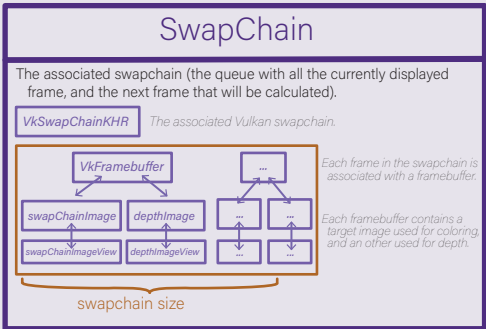 SwapChain
The associated swapchain (the queue with all the currently displayed
frame, and the next frame that will be calculated).
VkSwapChainKHR
The associated Vulkan swapchain.
VkFramebuffer
...
Each frame in the swapchain is
associated with a framebuffer.
swapChainImage
depthImage
...
...
Each framebuffer contains a
target image used for coloring,
and an other used for depth.
swapChainImageView
depthImageView
...
...
swapchain size